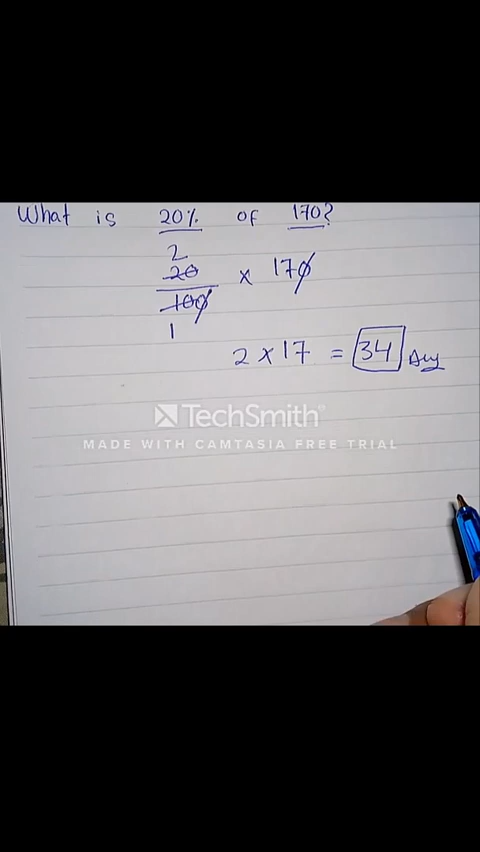 What is 20% of 170?
2
20 × 170
100
1
2 × 17 = 34 Ans
TechSmith®
MADE WITH CAMTASIA FREE TRIAL